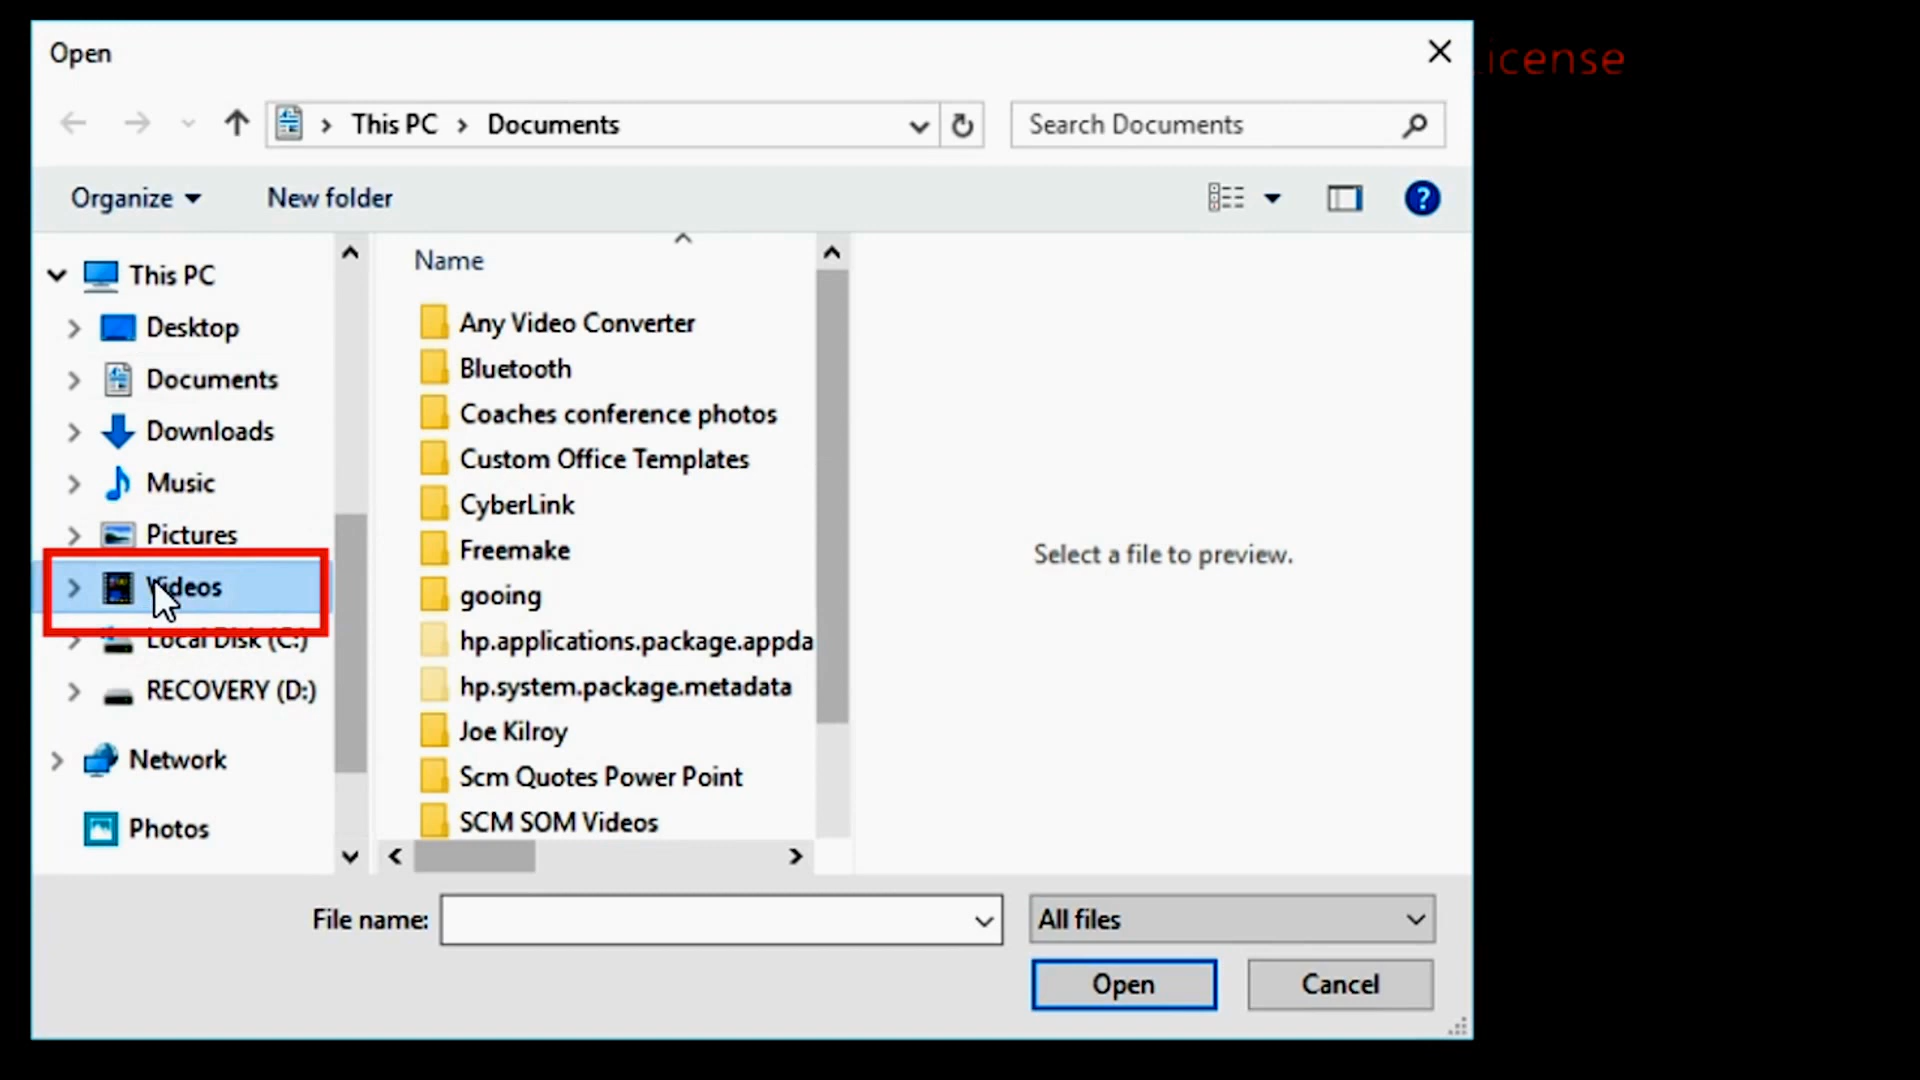 Open
icense
This PC
Documents
Search Documents
Organize
New folder
?
This PC
Desktop
Documents
Downloads
Music
Pictures
Videos
Local Disk (C:)
RECOVERY (D:)
Network
Photos
Name
Any Video Converter
Bluetooth
Coaches conference photos
Custom Office Templates
CyberLink
Freemake
gooing
hp.applications.package.appda
hp.system.package.metadata
Joe Kilroy
Scm Quotes Power Point
SCM SOM Videos
Select a file to preview.
File name:
All files
Open
Cancel